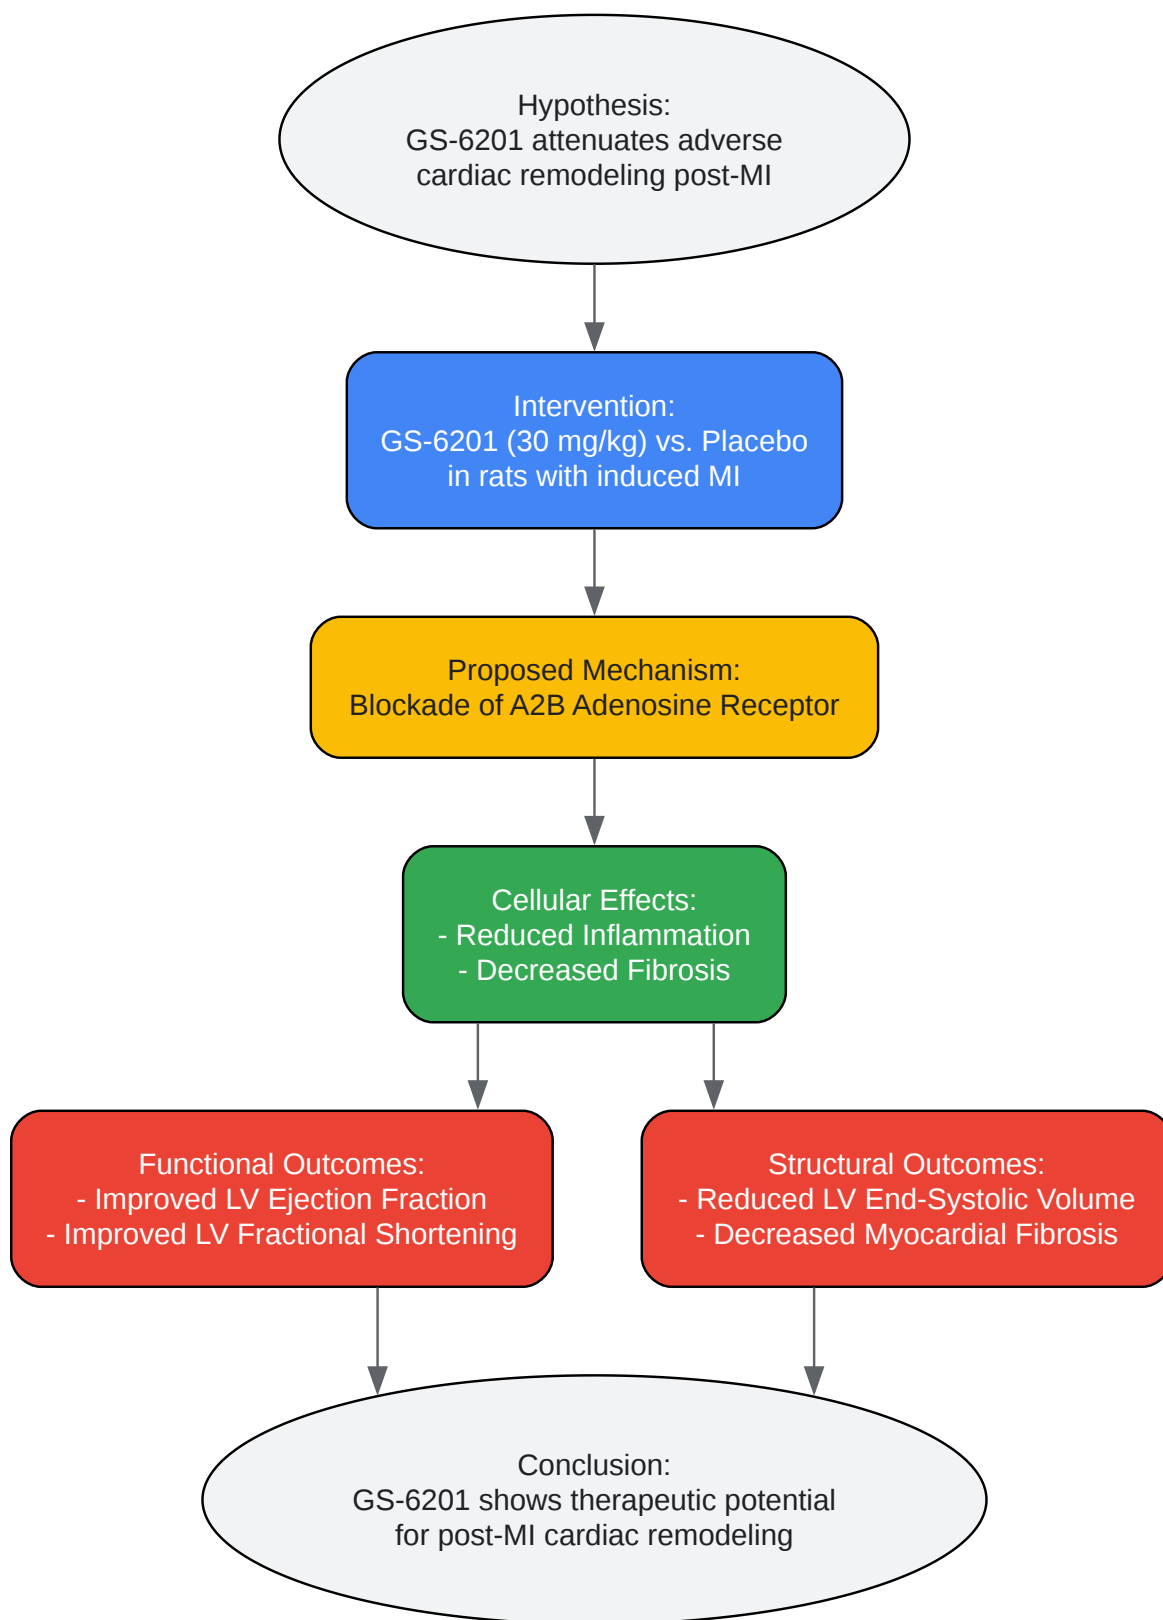 Hypothesis:
GS-6201 attenuates adverse
cardiac remodeling post-MI
Intervention:
GS-6201 (30 mg/kg) vs. Placebo
in rats with induced MI
Proposed Mechanism:
Blockade of A2B Adenosine Receptor
Cellular Effects:
- Reduced Inflammation
- Decreased Fibrosis
Functional Outcomes:
- Improved LV Ejection Fraction
- Improved LV Fractional Shortening
Structural Outcomes:
- Reduced LV End-Systolic Volume
- Decreased Myocardial Fibrosis
Conclusion:
GS-6201 shows therapeutic potential
for post-MI cardiac remodeling